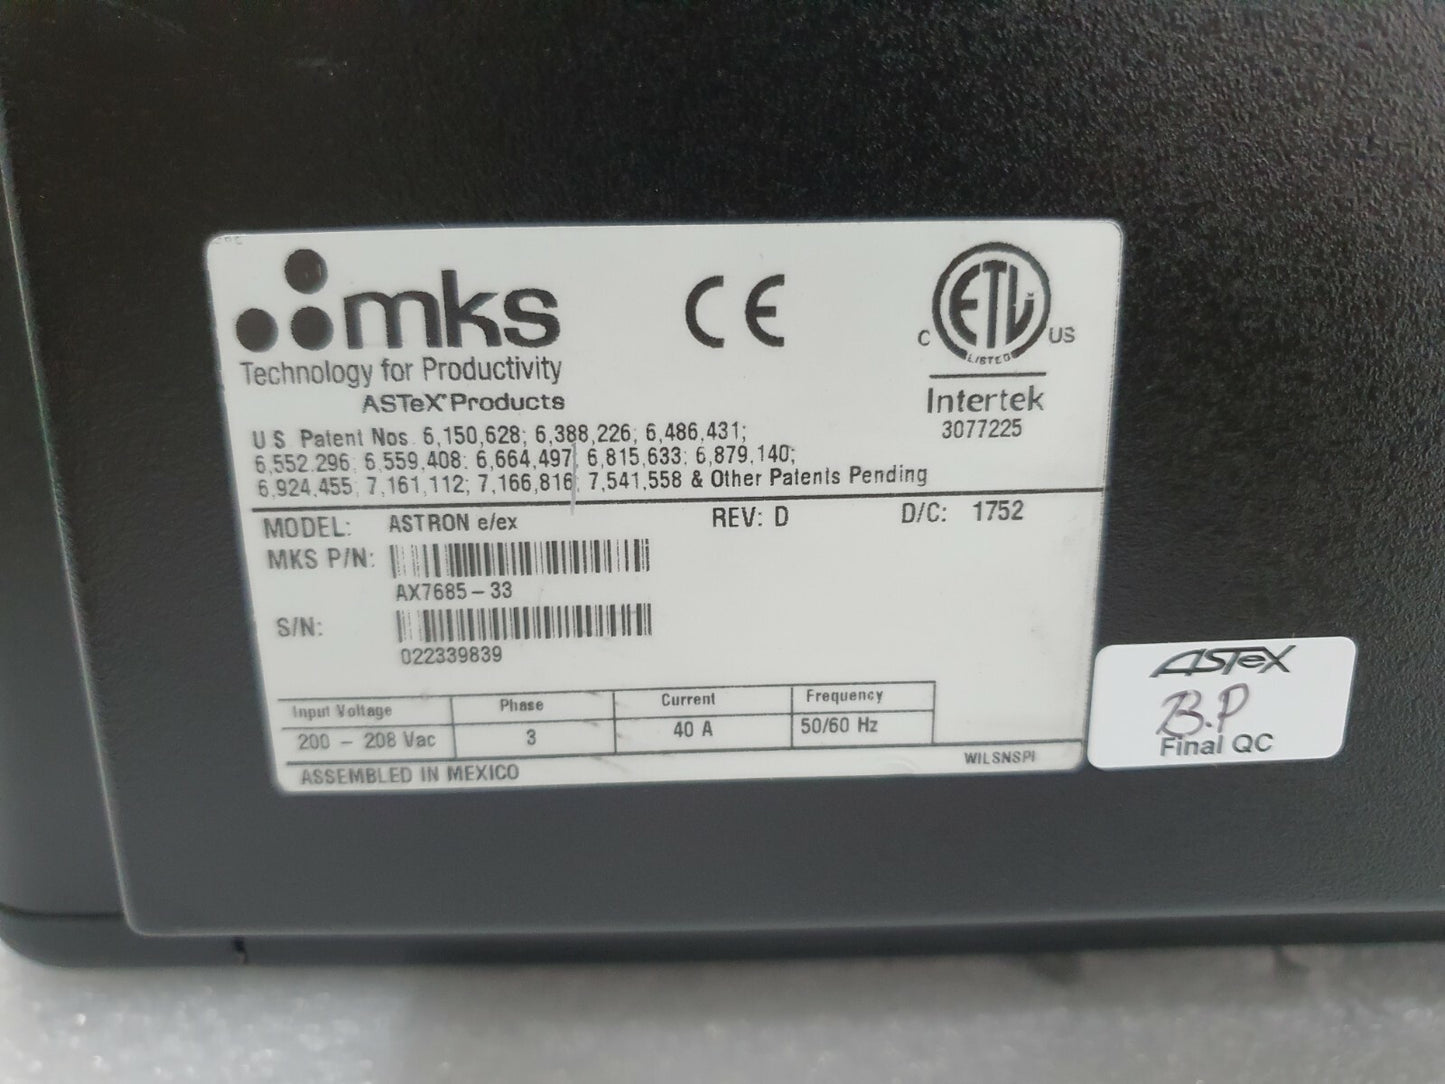 mks
CE
ETL
LISTED
C
US
Technology for Productivity
ASTeX® Products
Intertek
3077225
U S Patent Nos. 6,150,628; 6,388,226; 6,486,431;
6,552,296; 6,559,408; 6,664,497; 6,815,633; 6,879,140;
6,924,455; 7,161,112; 7,166,816; 7,541,558 & Other Patents Pending
MODEL: ASTRON e/ex REV: D D/C: 1752
MKS P/N:
AX7685-33
S/N:
022339839
Input Voltage Phase Current Frequency
200 - 208 Vac 3 40 A 50/60 Hz
ASSEMBLED IN MEXICO WILSNSPI
ASTeX
B.P
Final QC